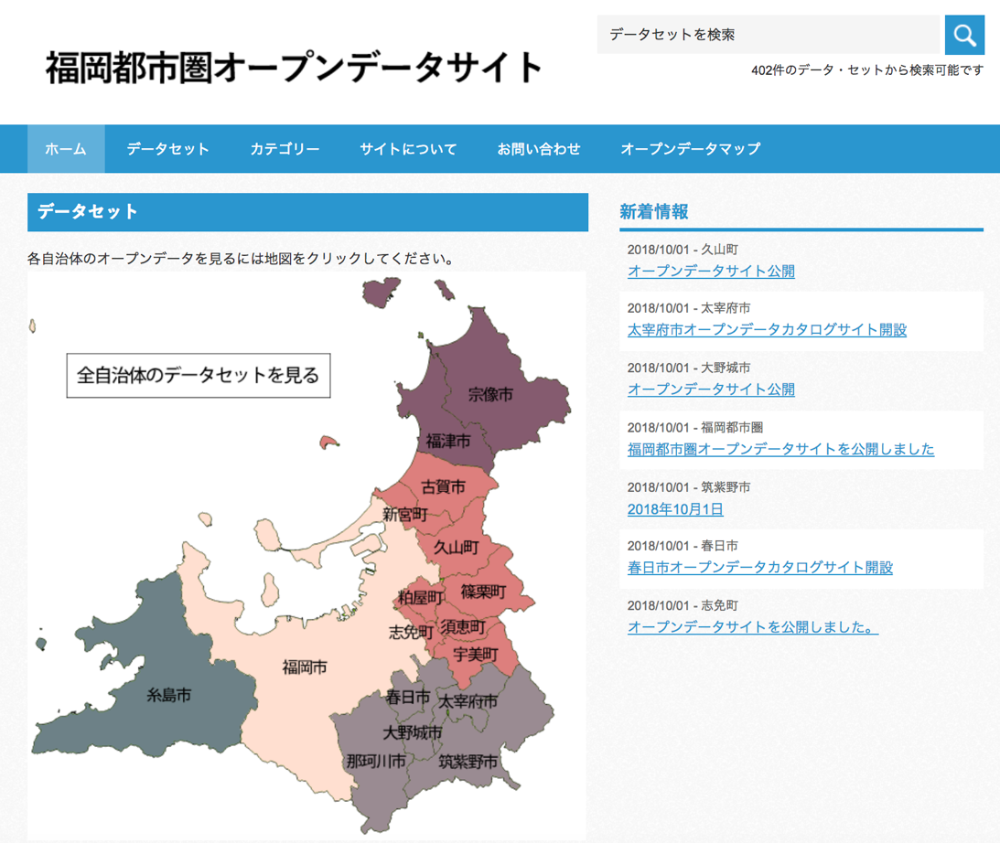 福岡都市圏オープンデータサイト
データセットを検索
402件のデータ・セットから検索可能です
ホーム データセット カテゴリー サイトについて お問い合わせ オープンデータマップ
データセット
各自治体のオープンデータを見るには地図をクリックしてください。
全自治体のデータセットを見る
宗像市
福津市
古賀市
新宮町
久山町
篠栗町
粕屋町
須恵町
志免町
宇美町
福岡市
糸島市
春日市
太宰府市
大野城市
那珂川市
筑紫野市
新着情報
2018/10/01 - 久山町
オープンデータサイト公開
2018/10/01 - 太宰府市
太宰府市オープンデータカタログサイト開設
2018/10/01 - 大野城市
オープンデータサイト公開
2018/10/01 - 福岡都市圏
福岡都市圏オープンデータサイトを公開しました
2018/10/01 - 筑紫野市
2018年10月1日
2018/10/01 - 春日市
春日市オープンデータカタログサイト開設
2018/10/01 - 志免町
オープンデータサイトを公開しました。